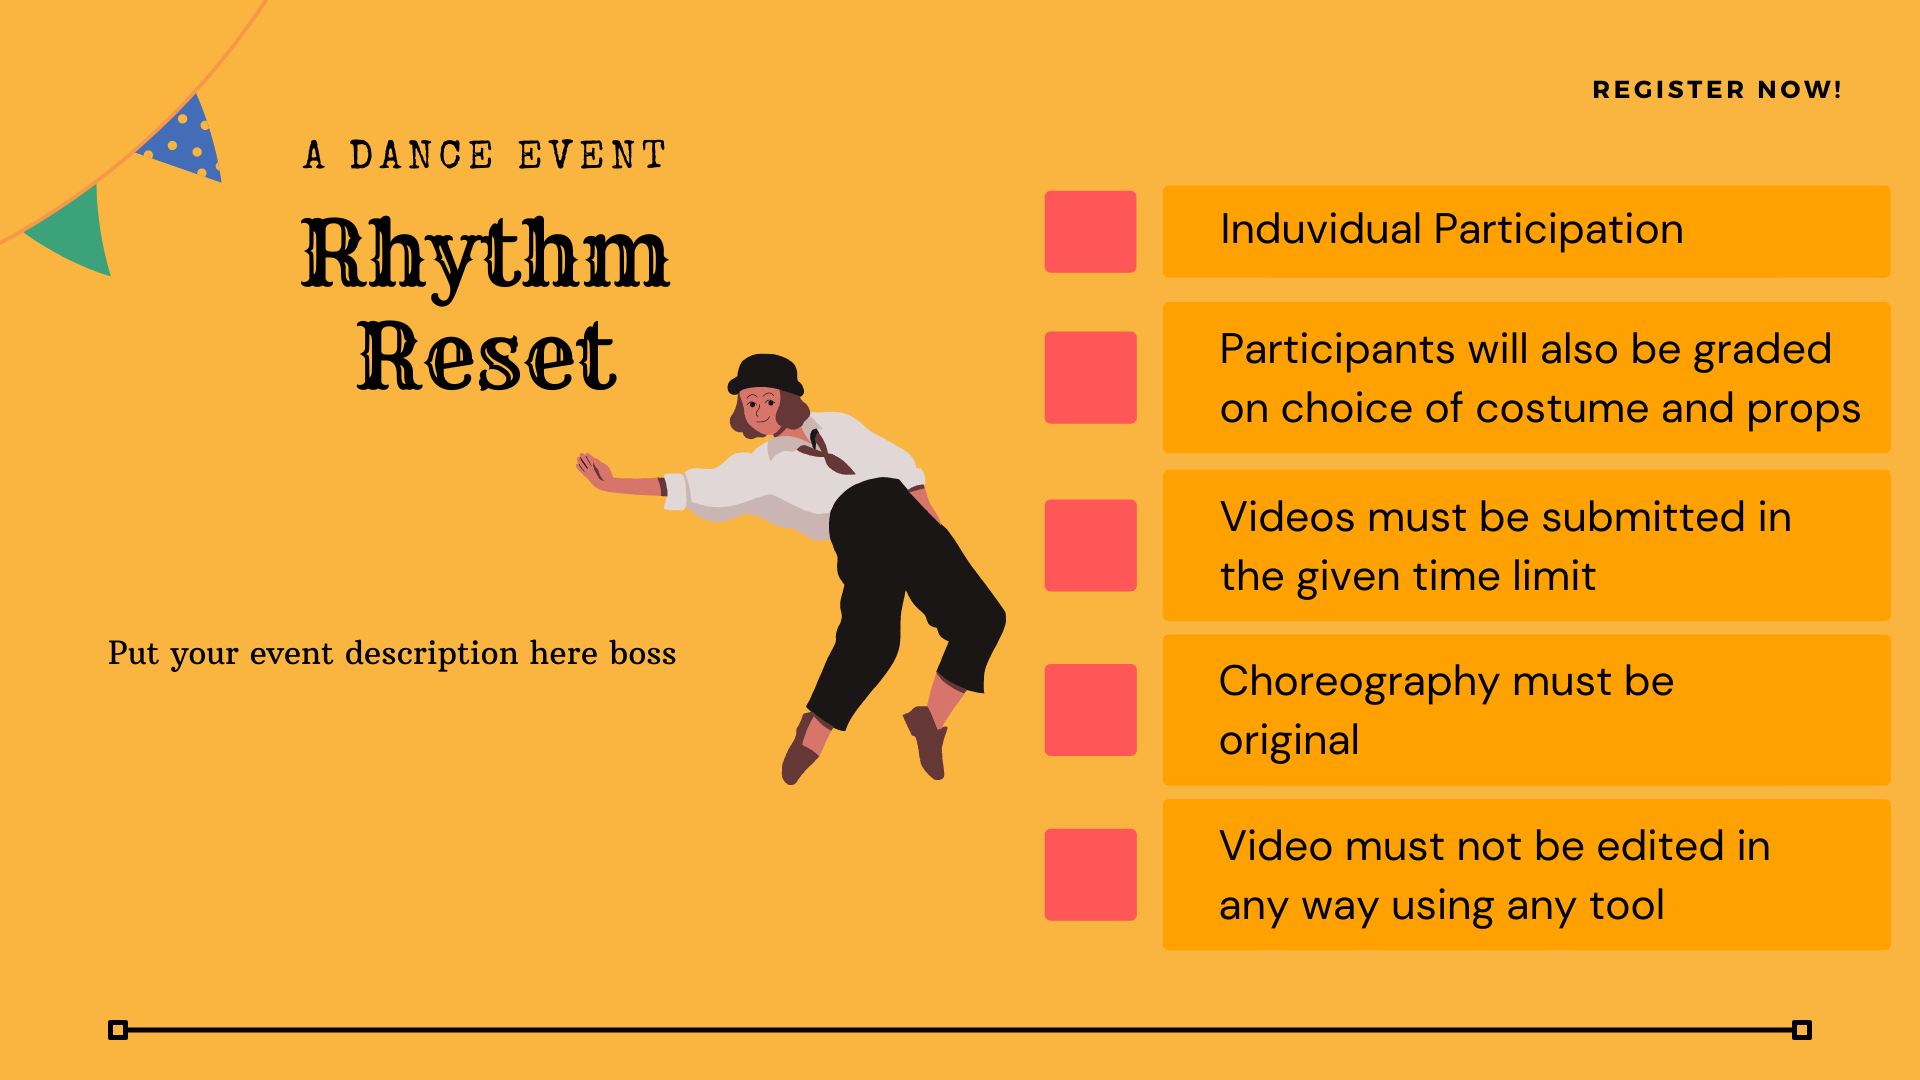 REGISTER NOW!
A DANCE EVENT
Rhythm
Reset
Put your event description here boss
Induvidual Participation
Participants will also be graded
on choice of costume and props
Videos must be submitted in
the given time limit
Choreography must be
original
Video must not be edited in
any way using any tool